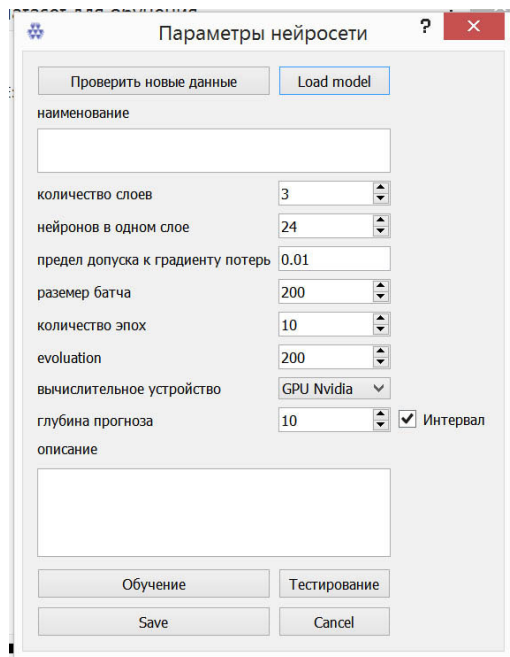 Параметры нейросети ?
Проверить новые данные Load model
наименование
количество слоев 3
нейронов в одном слое 24
предел допуска к градиенту потерь 0.01
раземер батча 200
количество эпох 10
evoluation 200
вычислительное устройство GPU Nvidia
глубина прогноза 10 Интервал
описание
Обучение Тестирование
Save Cancel